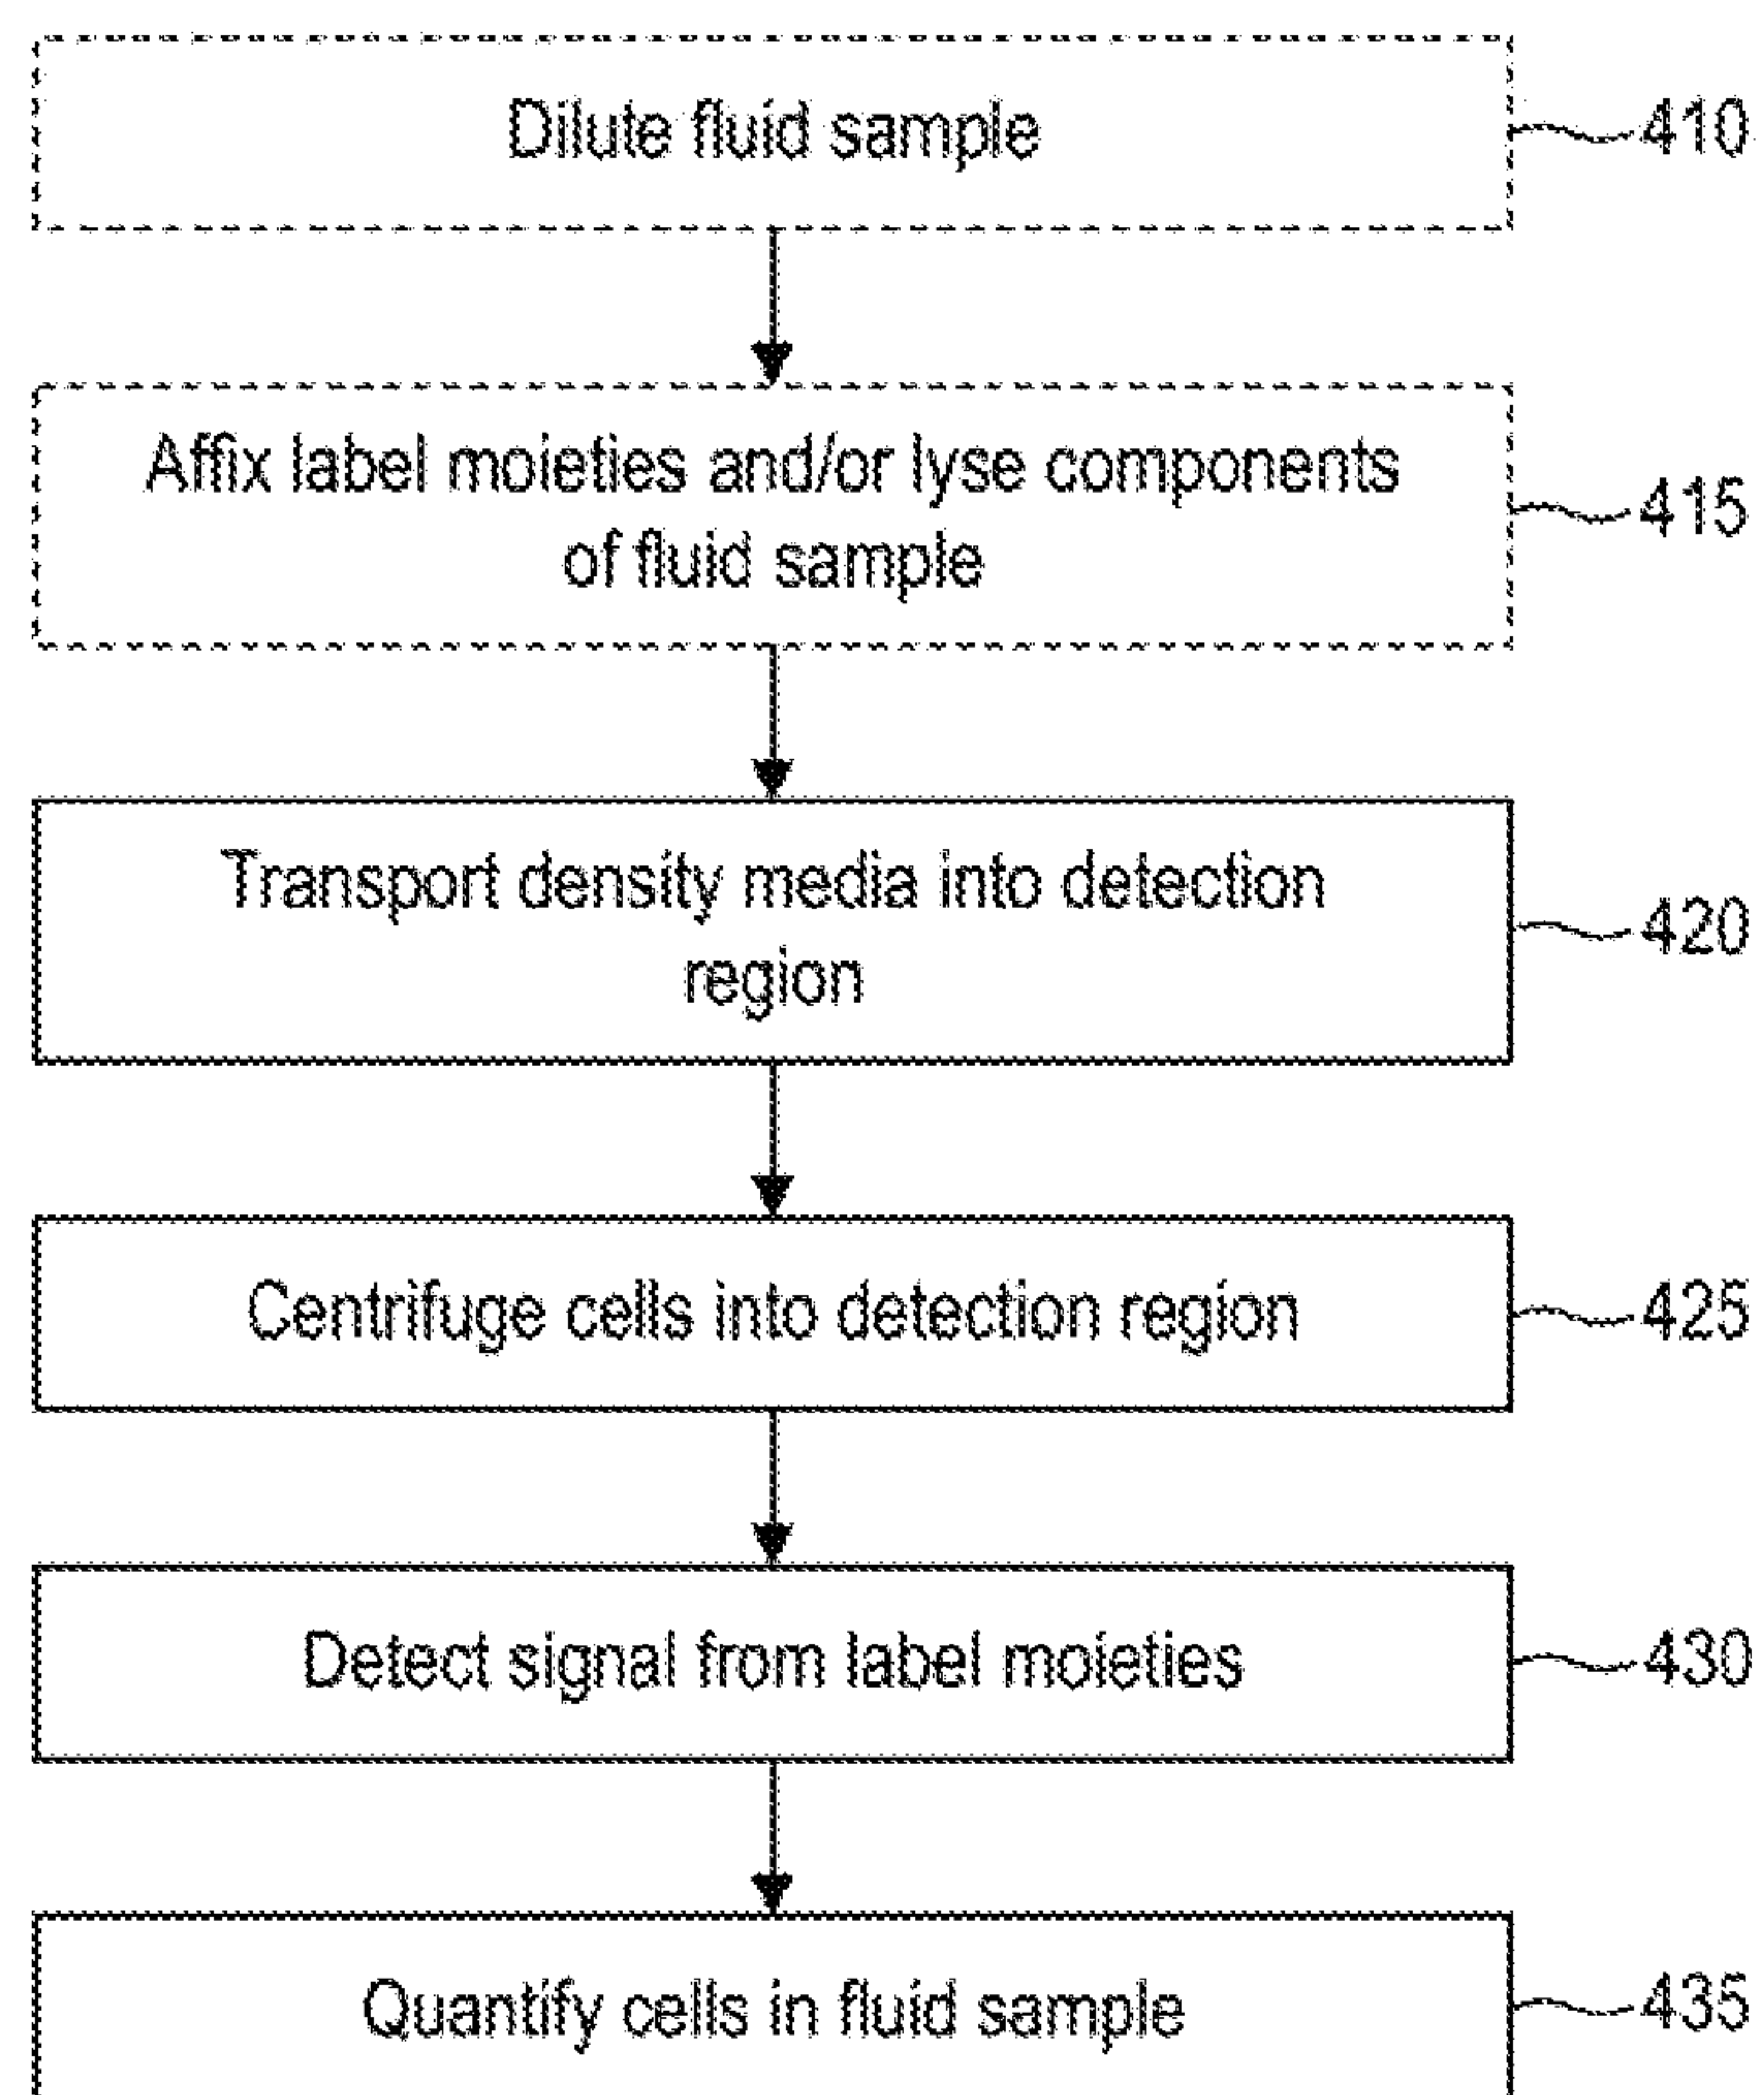 Dilute fluid sample
410
Affix label moieties and/or lyse components
of fluid sample
415
Transport density media into detection
region
420
Centrifuge cells into detection region
425
Detect signal from label moieties
430
Quantify cells in fluid sample
435